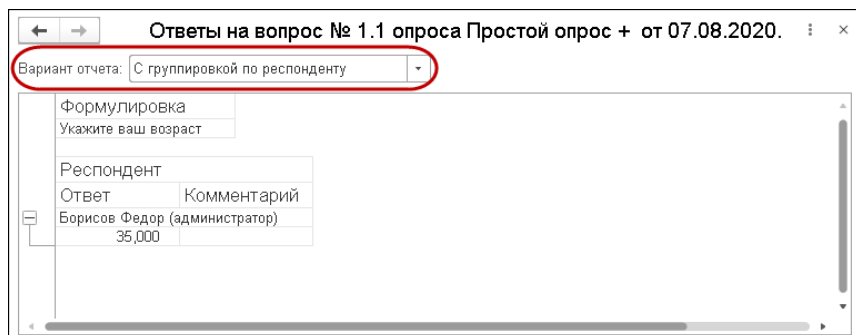 Ответы на вопрос № 1.1 опроса Простой опрос + от 07.08.2020.
Вариант отчета: С группировкой по респонденту
Формулировка
Укажите ваш возраст
Респондент
Ответ Комментарий
Борисов Федор (администратор)
35,000